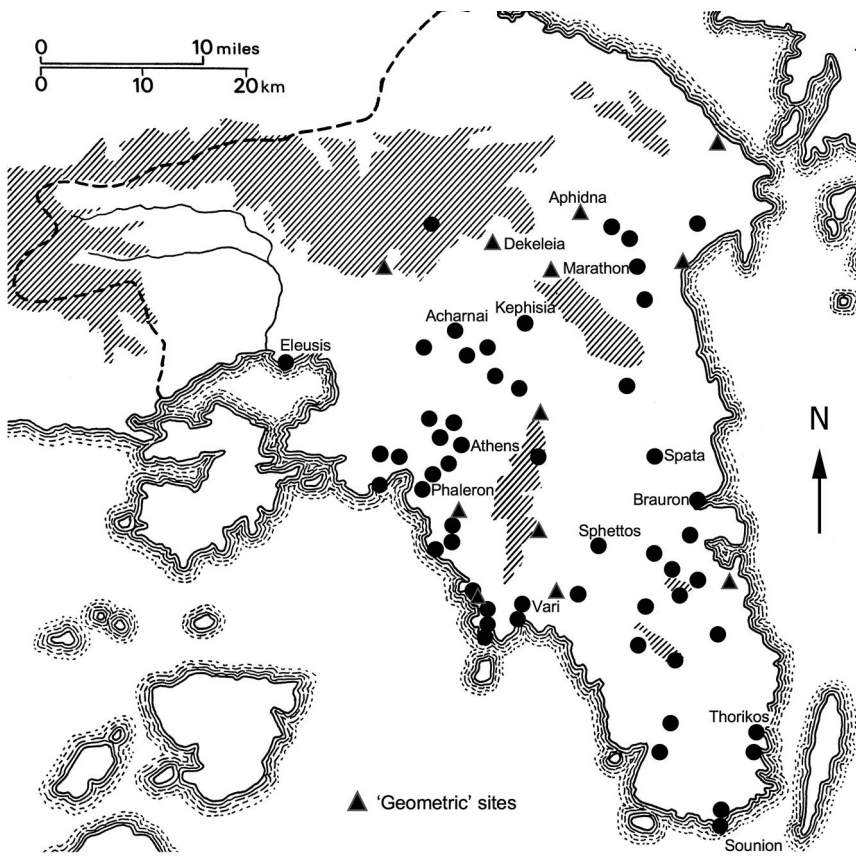 0 10 miles
0 10 20 km
Aphidna
Dekeleia
Marathon
Kephisia
Acharnai
Eleusis
N
Athens
Spata
Phaleron
Brauron
Sphettos
Vari
Thorikos
'Geometric' sites
Sounion